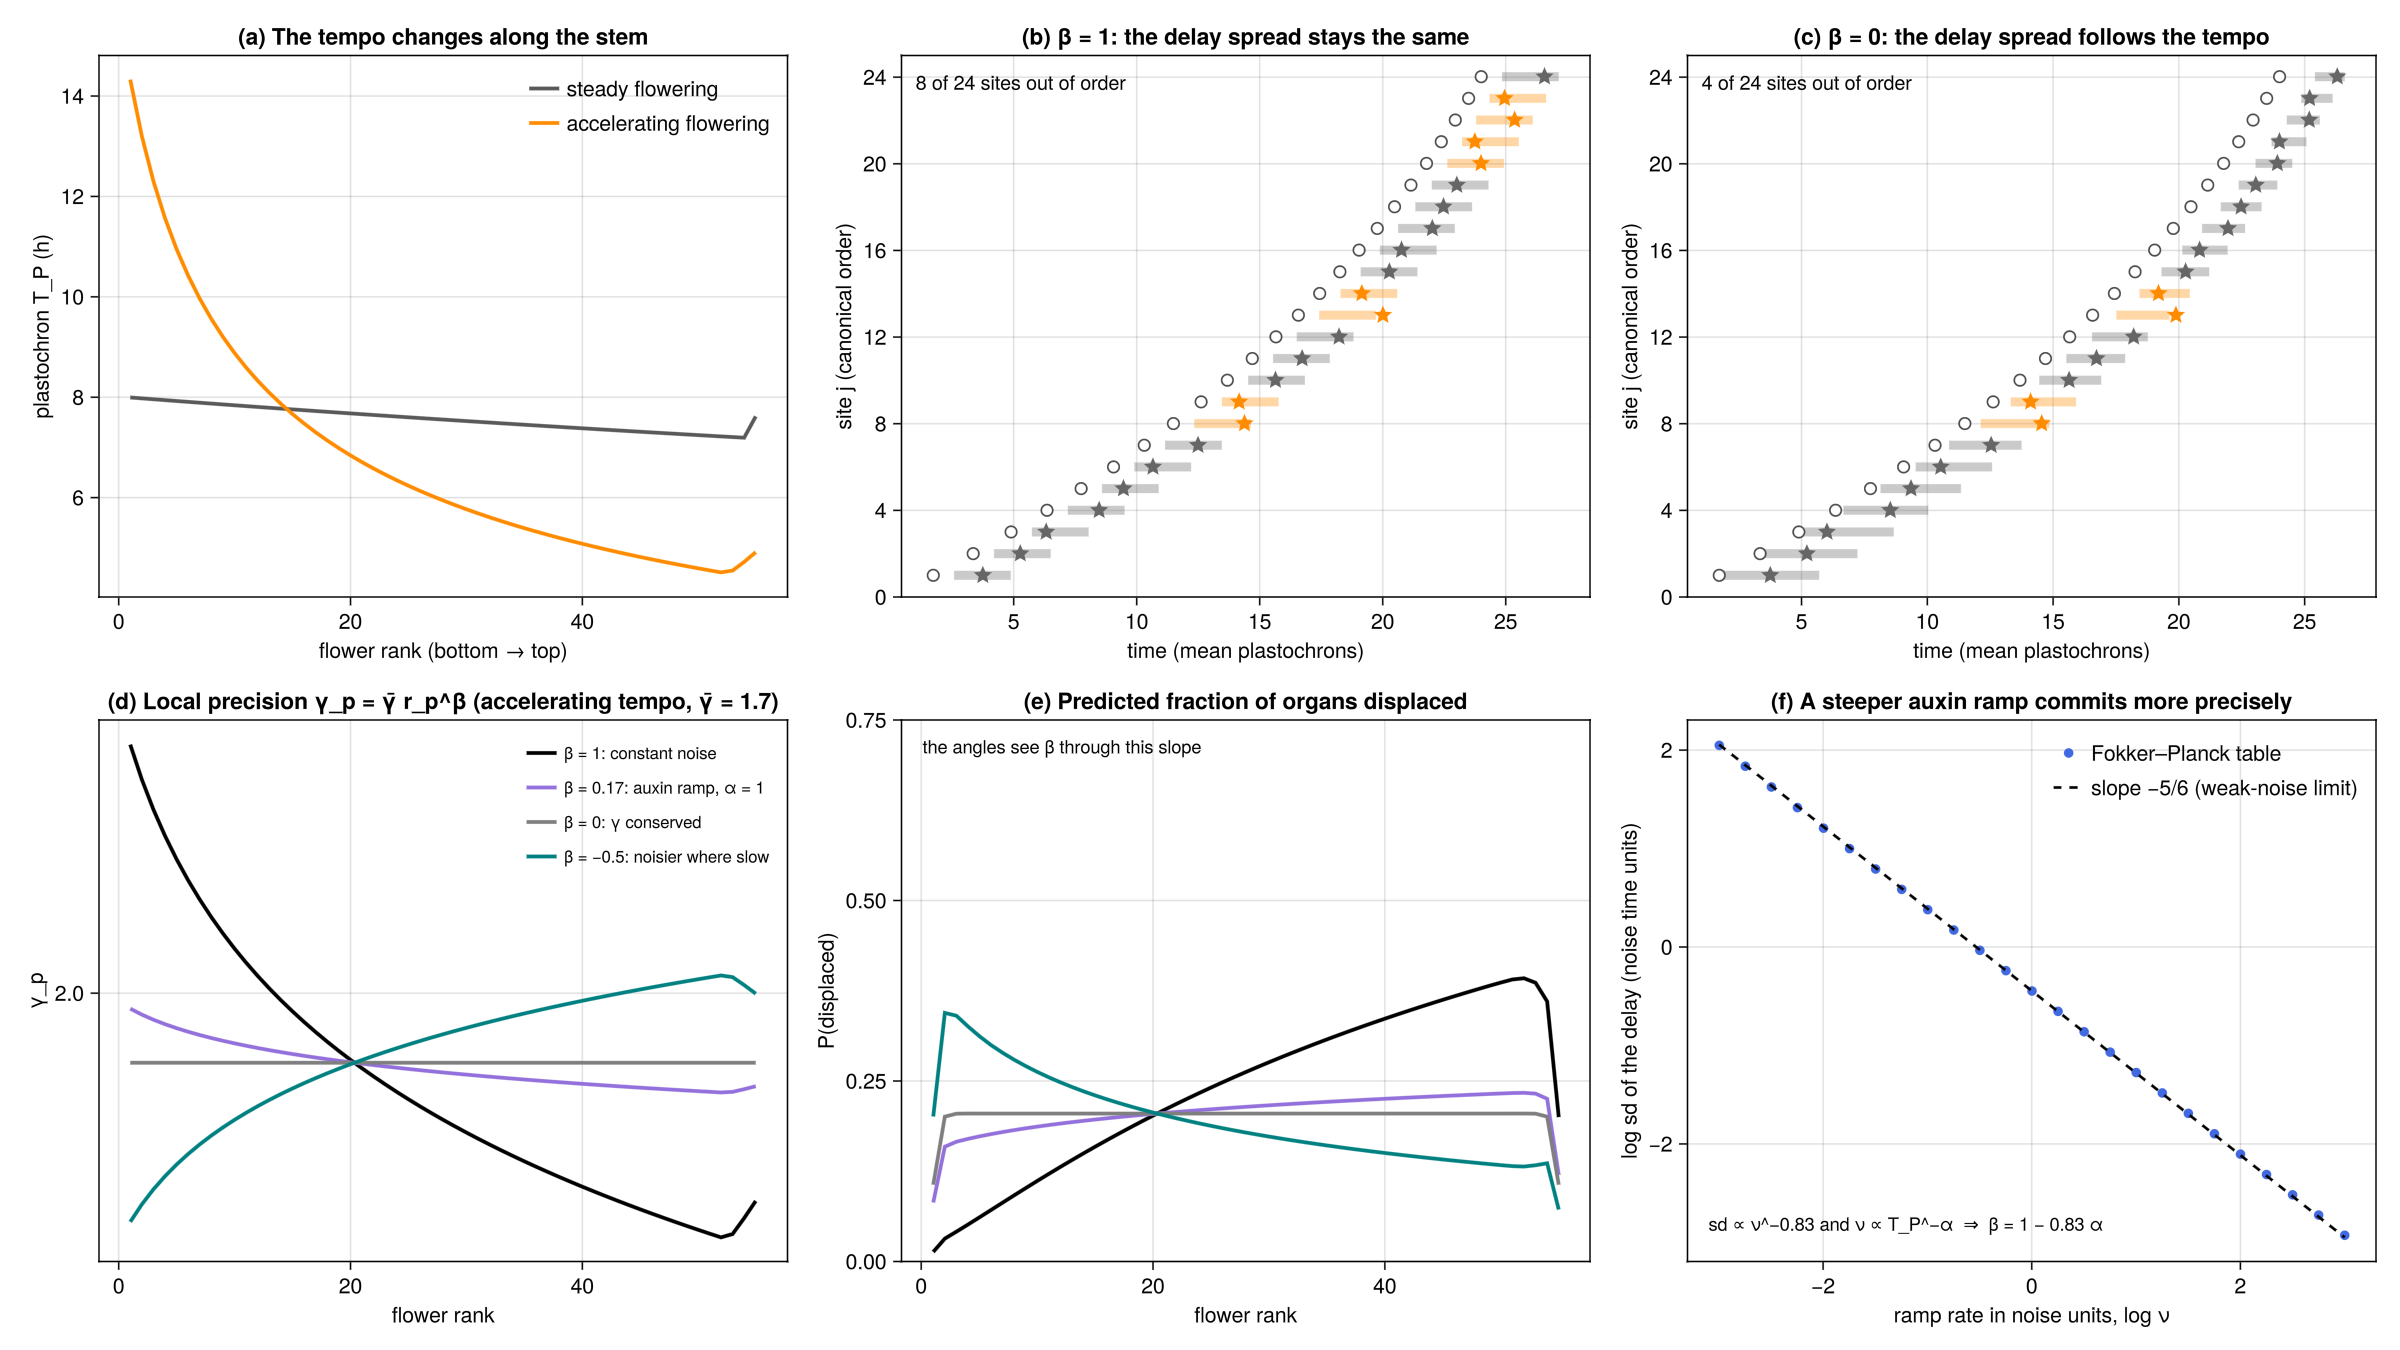 (a) The tempo changes along the stem
plastochron T_P (h)
14
12
10
8
6
steady flowering
accelerating flowering
0
20
40
flower rank (bottom → top)
(b) β = 1: the delay spread stays the same
8 of 24 sites out of order
site j (canonical order)
24
20
16
12
8
4
0
5
10
15
20
25
time (mean plastochrons)
(c) β = 0: the delay spread follows the tempo
4 of 24 sites out of order
site j (canonical order)
24
20
16
12
8
4
0
5
10
15
20
25
time (mean plastochrons)
(d) Local precision γ_p = γ̄ r_p^β (accelerating tempo, γ̄ = 1.7)
γ_p
2.0
β = 1: constant noise
β = 0.17: auxin ramp, α = 1
β = 0: γ conserved
β = −0.5: noisier where slow
0
20
40
flower rank
(e) Predicted fraction of organs displaced
the angles see β through this slope
P(displaced)
0.75
0.50
0.25
0.00
0
20
40
flower rank
(f) A steeper auxin ramp commits more precisely
log sd of the delay (noise time units)
2
0
−2
Fokker–Planck table
slope −5/6 (weak-noise limit)
sd ∝ ν^−0.83 and ν ∝ T_P^−α ⇒ β = 1 − 0.83 α
−2
0
2
ramp rate in noise units, log ν